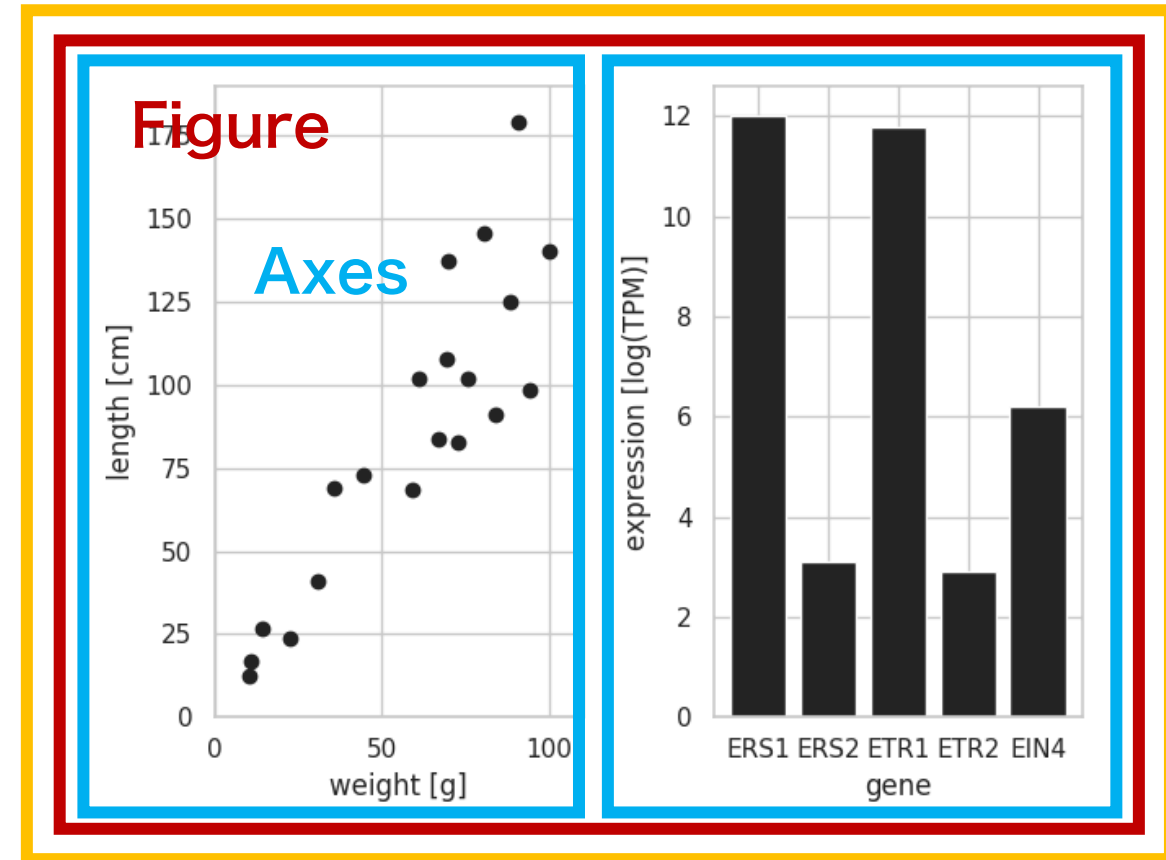 Figure
Axes
175
150
125
100
75
50
25
0
length [cm]
0 50 100
weight [g]
12
10
8
6
4
2
0
expression [log(TPM)]
ERS1 ERS2 ETR1 ETR2 EIN4
gene